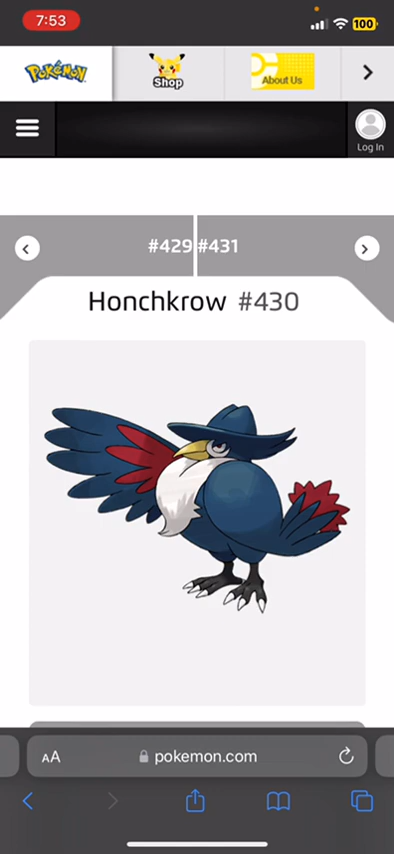 7:53
100
POKÉMON
Shop
About Us
Log In
#429 #431
Honchkrow #430
AA pokemon.com